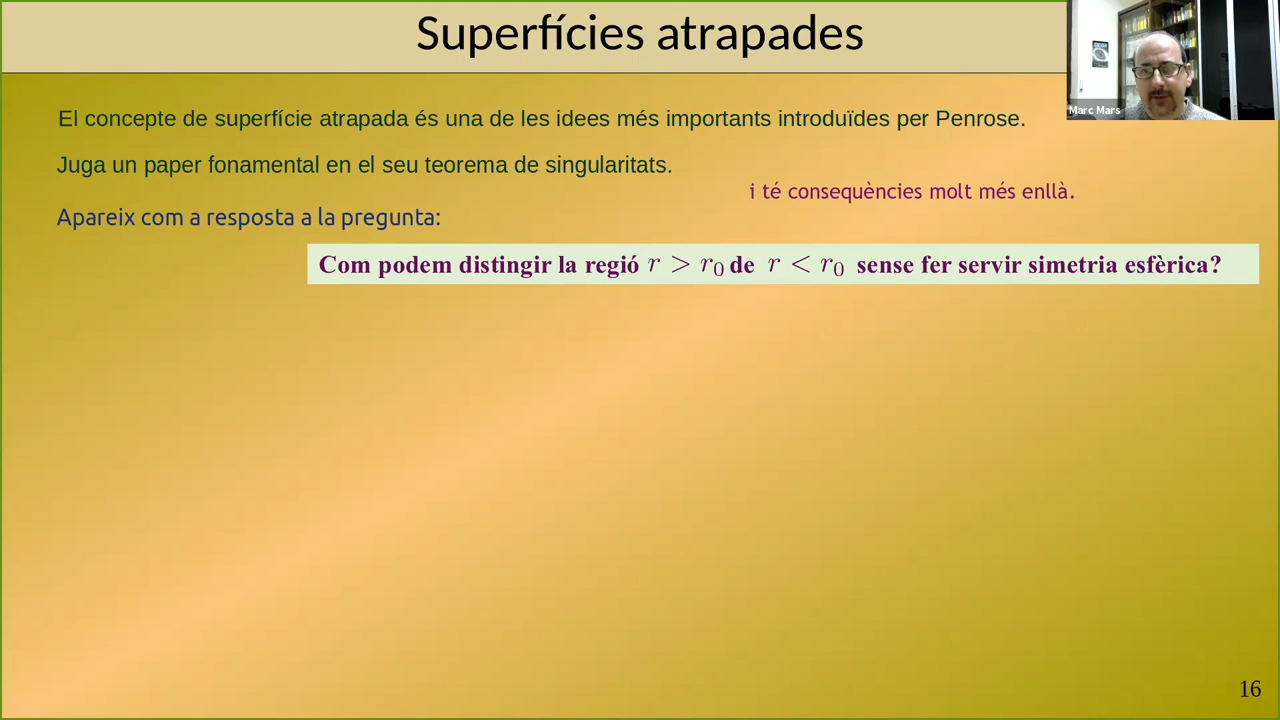 Superfícies atrapades
Marc Mars
El concepte de superfície atrapada és una de les idees més importants introduïdes per Penrose.
Juga un paper fonamental en el seu teorema de singularitats.
i té consequències molt més enllà.
Apareix com a resposta a la pregunta:
Com podem distingir la regió r > r₀ de r < r₀ sense fer servir simetria esfèrica?
16